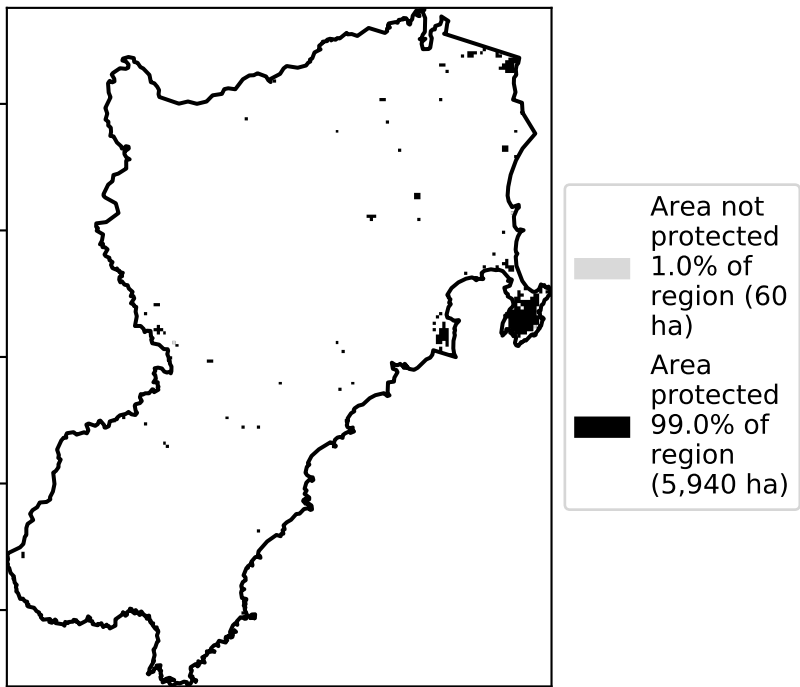 Area not
protected
1.0% of
region (60
ha)
Area
protected
99.0% of
region
(5,940 ha)